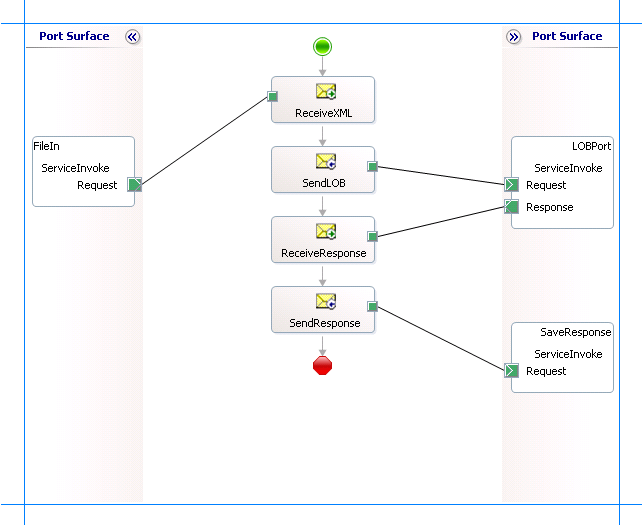 Port Surface
Port Surface
ReceiveXML
FileIn
ServiceInvoke
Request
SendLOB
LOBPort
ServiceInvoke
Request
Response
ReceiveResponse
SendResponse
SaveResponse
ServiceInvoke
Request